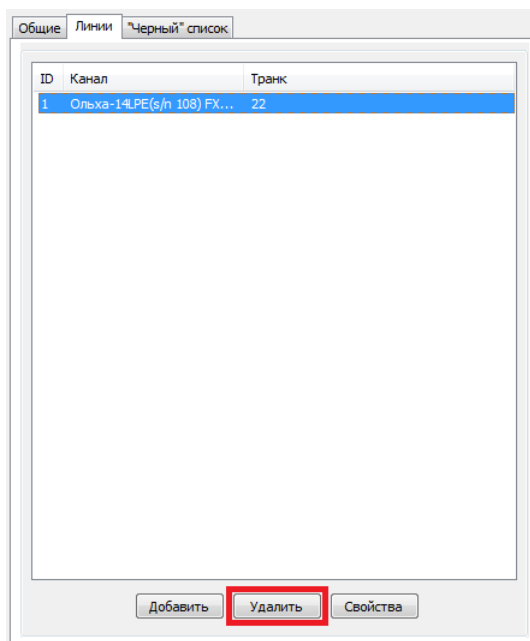 Общие Линии "Черный" список
ID Канал Транк
1 Ольха-14LPE(s/n 108) FX... 22
Добавить Удалить Свойства